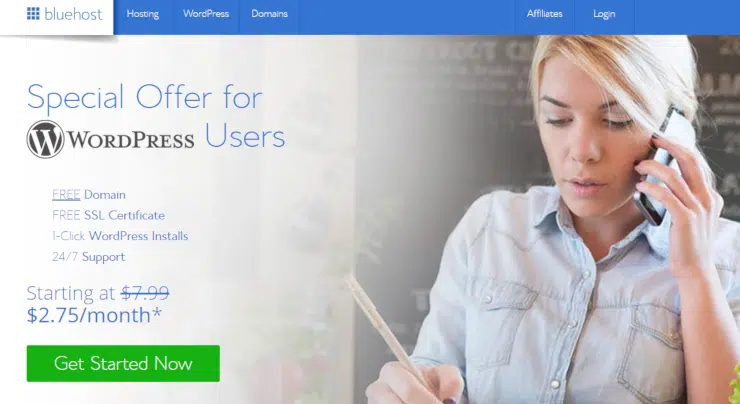 bluehost
Hosting
WordPress
Domains
Affiliates
Login
Special Offer for
WORDPRESS Users
FREE Domain
FREE SSL Certificate
1-Click WordPress Installs
24/7 Support
Starting at $7.99
$2.75/month*
Get Started Now